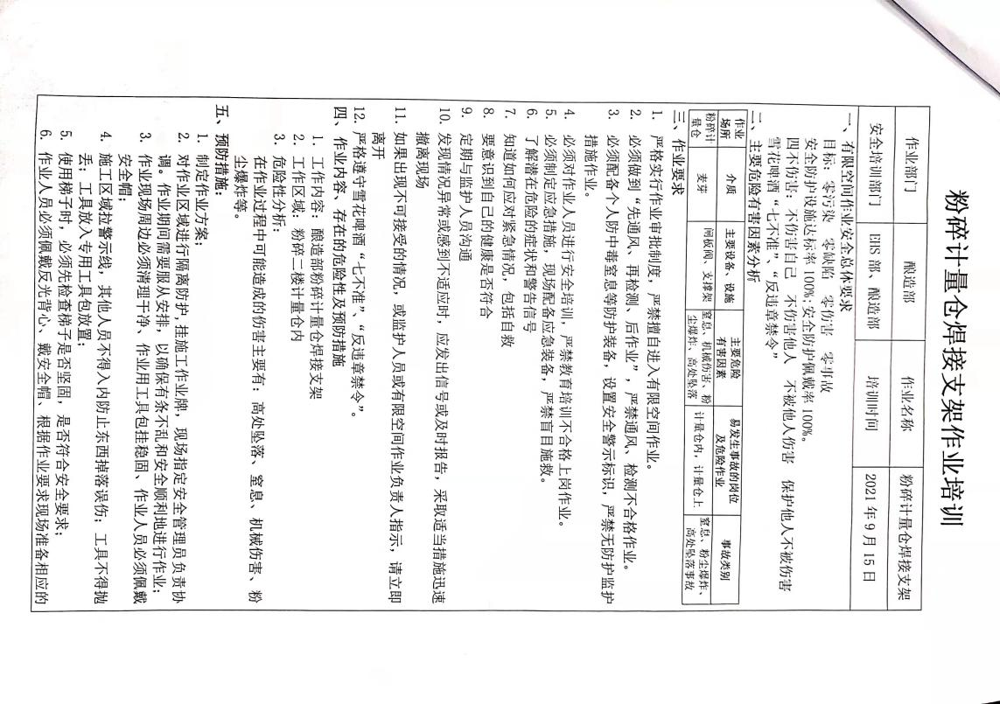 粉碎计量仓焊接支架作业培训
作业部门 酿造部 作业名称 粉碎计量仓焊接支架
安全培训部门 EHS 部、酿造部 培训时间 2021 年 9 月 15 日
一、有限空间作业安全总体要求
目标： 零污染 零缺陷 零伤害 零事故
安全防护设施达标率 100%;安全防护佩戴率 100%。
四不伤害：不伤害自己 不伤害他人 不被他人伤害 保护他人不被伤害
雪花啤酒“七不准”、“反违章禁令”
二、主要危险有害因素分析
作业场所 介质 主要设备、设施 主要危险有害因素 易发生事故的岗位及危险作业 事故类别
粉碎计量仓 麦芽 闸板阀、支撑架 窒息、机械伤害、粉尘爆炸、高处坠落 计量仓内，计量仓上 窒息、粉尘爆炸、高处坠落事故
三、作业要求
1. 严格实行作业审批制度，严禁擅自进入有限空间作业。
2. 必须做到“先通风、再检测、后作业”，严禁通风、检测不合格作业。
3. 必须配备个人防中毒窒息等防护装备，设置安全警示标识，严禁无防护监护
措施作业。
4. 必须对作业人员进行安全培训，严禁教育培训不合格上岗作业。
5. 必须制定应急措施，现场配备应急装备，严禁盲目施救。
6. 了解潜在危险的症状和警告信号
7. 知道如何应对紧急情况，包括自救
8. 要意识到自己的健康是否符合
9. 定期与监护人员沟通
10. 发现情况异常或感到不适应时，应发出信号或及时报告，采取适当措施迅速
撤离现场
11. 如果出现不可接受的情况，或监护人员或有限空间作业负责人指示，请立即
离开
12. 严格遵守雪花啤酒“七不准”、“反违章禁令”。
四、作业内容、存在的危险性及预防措施
1. 工作内容：酿造部粉碎计量仓焊接支架
2. 工作区域：粉碎二楼计量仓内
3. 危险性分析：
在作业过程中可能造成的伤害主要有：高处坠落、窒息、机械伤害、粉
尘爆炸等。
五、预防措施：
1. 制定作业方案；
2. 对作业区域进行隔离防护,挂施工作业牌，现场指定安全管理员负责协
调。作业期间需要服从安排，以确保有条不乱和安全顺利地进行作业；
3. 作业现场周边必须清理干净、作业用工具包挂稳固、作业人员必须佩戴
安全帽；
4. 施工区域拉警示线，其他人员不得入内防止东西掉落误伤；工具不得抛
丢；工具放入专用工具包放置；
5. 使用梯子时，必须先检查梯子是否坚固，是否符合安全要求；
6. 作业人员必须佩戴反光背心、戴安全帽、根据作业要求现场准备相应的